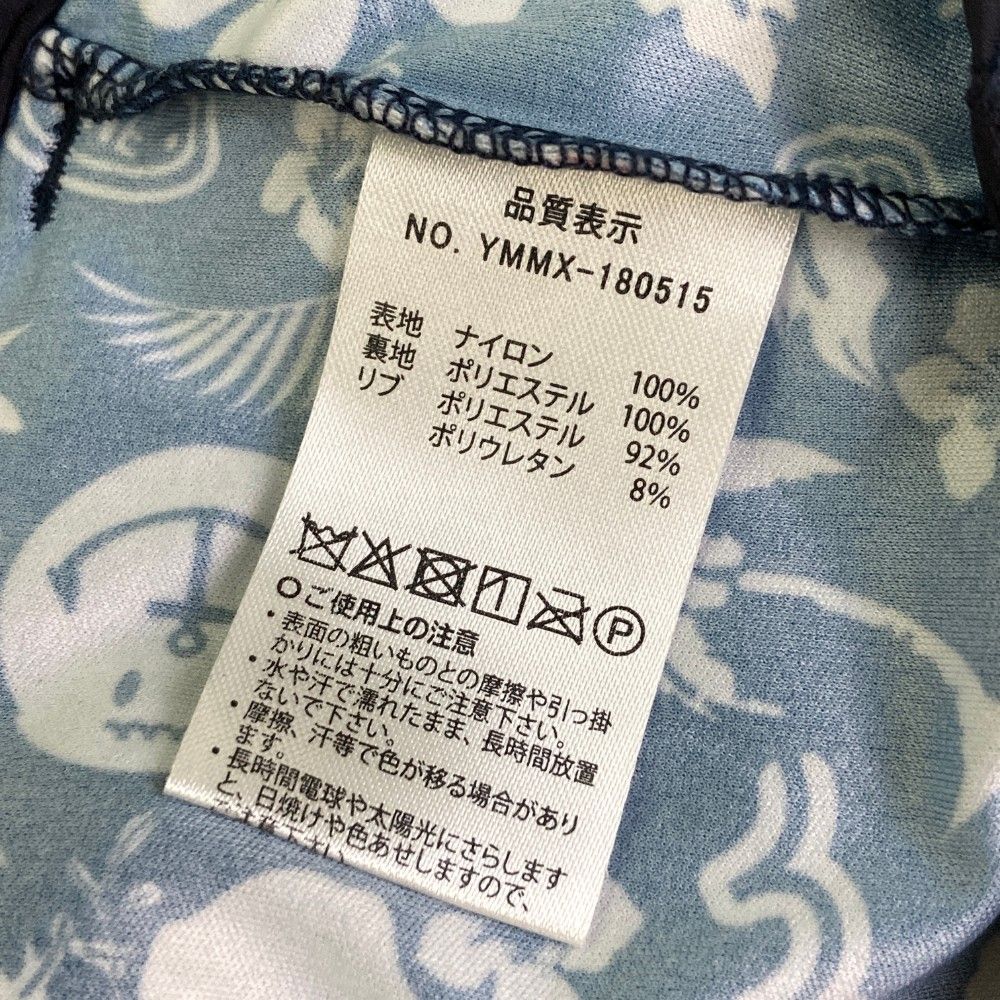 品質表示
NO. YMMX-180515
表地 ナイロン 100%
裏地 ポリエステル 100%
リブ ポリエステル 92%
ポリウレタン 8%
P
○ご使用上の注意
・表面の粗いものとの摩擦や引っ掛
かりには十分にご注意下さい。
・水や汗で濡れたまま、長時間放置
ないで下さい。
・摩擦、汗等で色が移る場合があり
ます。
・長時間電球や太陽光にさらします
と、日焼けや色あせしますので、